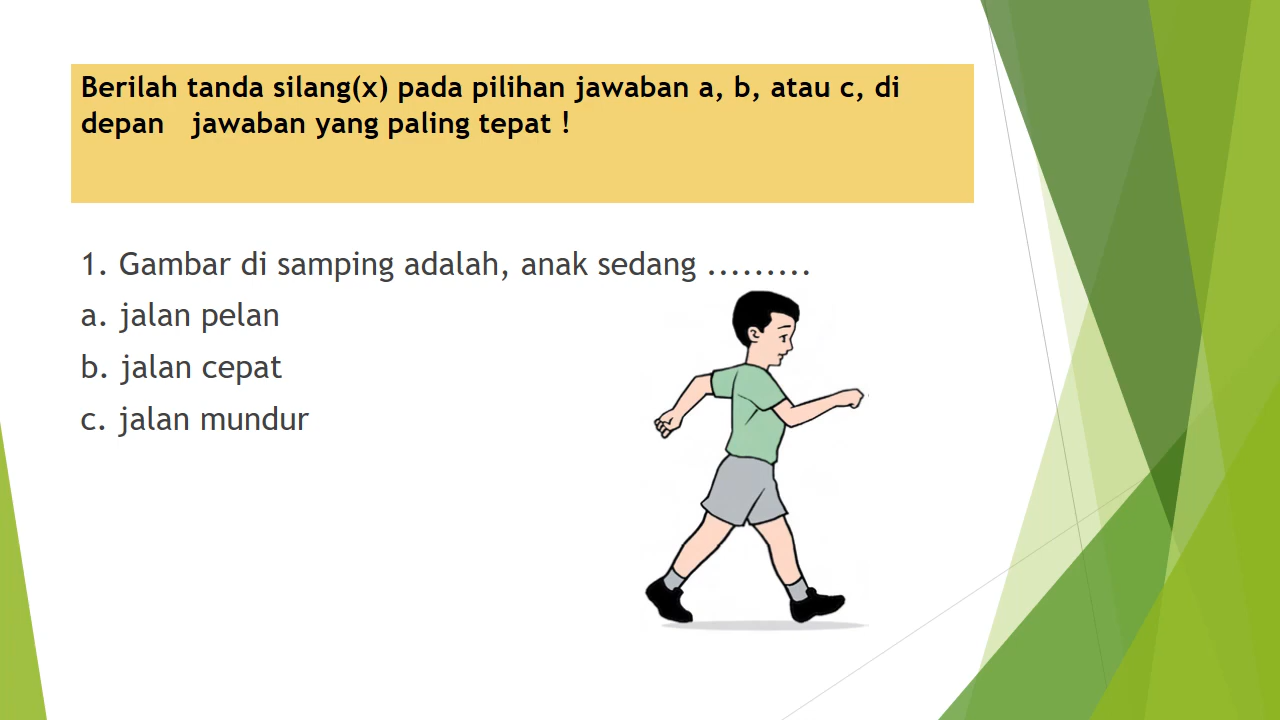 Berilah tanda silang(x) pada pilihan jawaban a, b, atau c, di
depan   jawaban yang paling tepat !
1. Gambar di samping adalah, anak sedang .........
a. jalan pelan
b. jalan cepat
c. jalan mundur